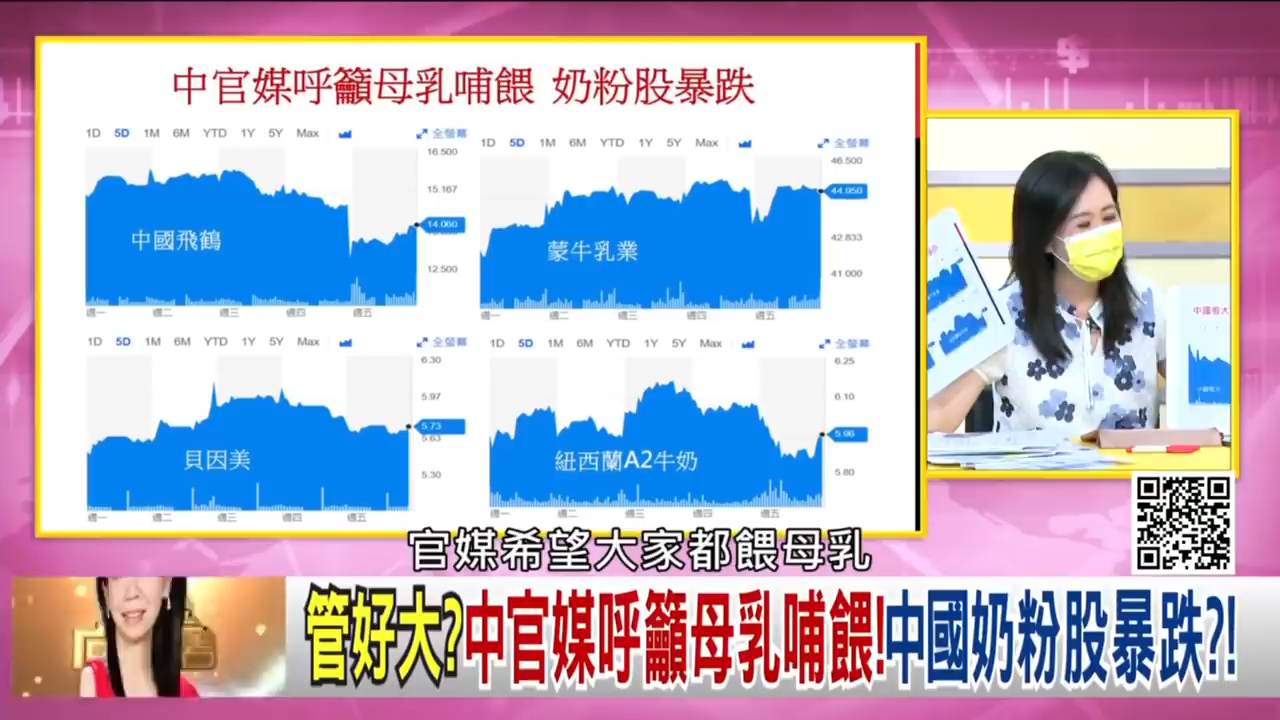 中官媒呼籲母乳哺餵 奶粉股暴跌
1D 5D 1M 6M YTD 1Y 5Y Max 全螢幕
16.500
15.167
14.060
12.500
中國飛鶴
週一 週二 週三 週四 週五
1D 5D 1M 6M YTD 1Y 5Y Max 全螢幕
46.500
44.950
42.833
41.000
蒙牛乳業
週一 週二 週三 週四 週五
1D 5D 1M 6M YTD 1Y 5Y Max 全螢幕
6.30
5.97
5.73
5.63
5.30
貝因美
週一 週二 週三 週四 週五
1D 5D 1M 6M YTD 1Y 5Y Max 全螢幕
6.25
6.10
5.96
5.80
紐西蘭A2牛奶
週一 週二 週三 週四 週五
中國恒大
官媒希望大家都餵母乳
管好大?中官媒呼籲母乳哺餵!中國奶粉股暴跌?!